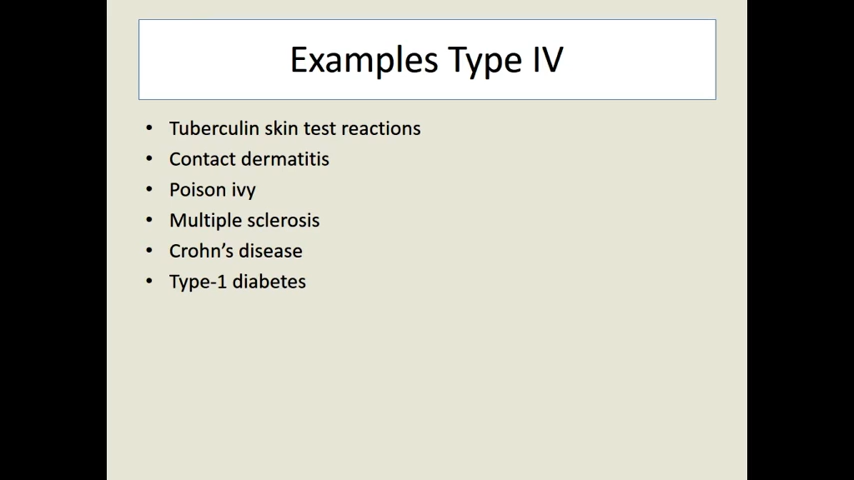 Examples Type IV
• Tuberculin skin test reactions
• Contact dermatitis
• Poison ivy
• Multiple sclerosis
• Crohn’s disease
• Type-1 diabetes